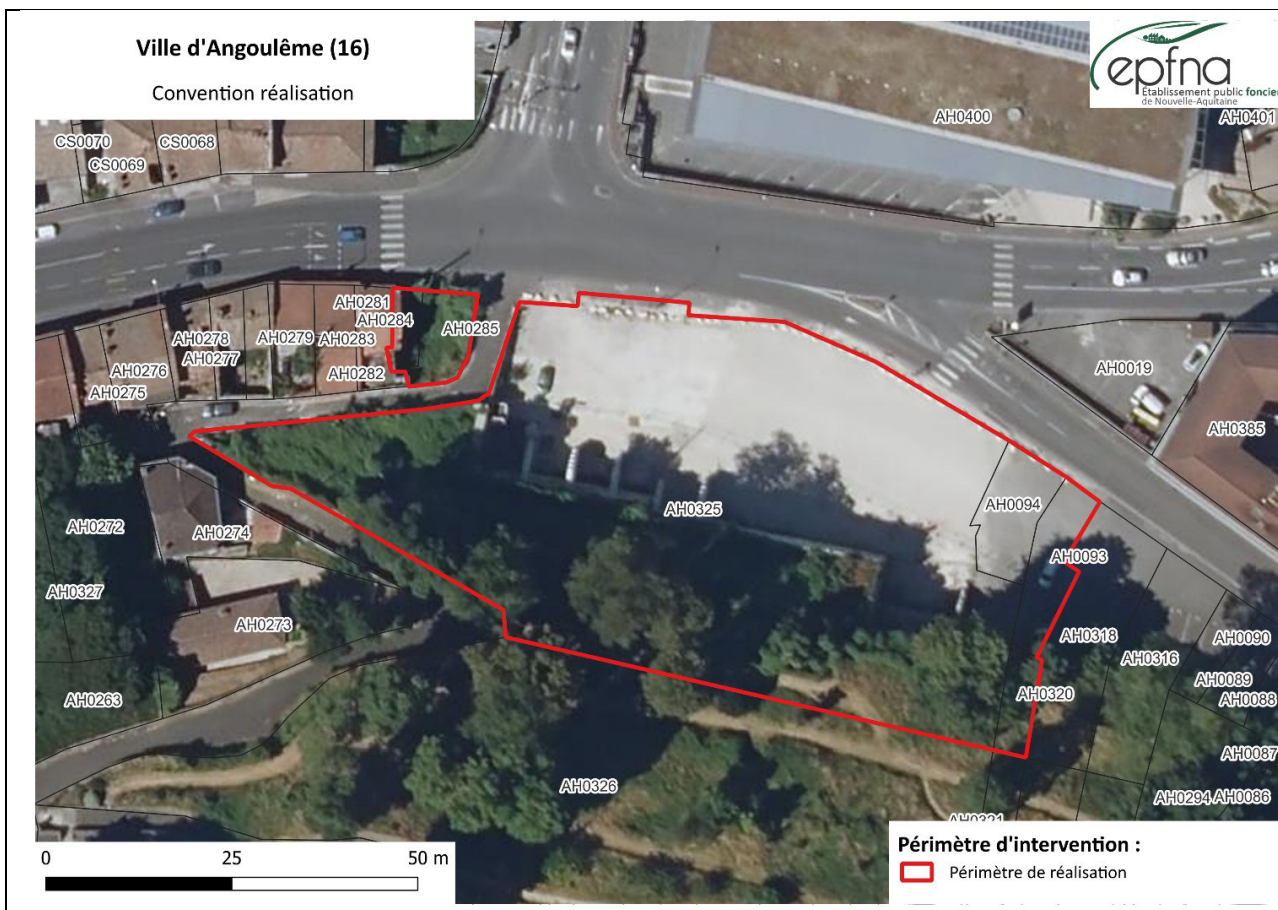 Ville d'Angoulême (16)
Convention réalisation
epfna
Établissement public foncier
de Nouvelle-Aquitaine
AH0400
AH0401
CS0070
CS0069
CS0068
AH0281
AH0284
AH0285
AH0278
AH0277
AH0279
AH0283
AH0282
AH0276
AH0275
AH0019
AH0385
AH0094
AH0325
AH0272
AH0274
AH0093
AH0327
AH0273
AH0318
AH0316
AH0090
AH0089
AH0088
AH0263
AH0320
AH0087
AH0326
AH0294
AH0086
AH0321
Périmètre d'intervention :
Périmètre de réalisation
0 25 50 m